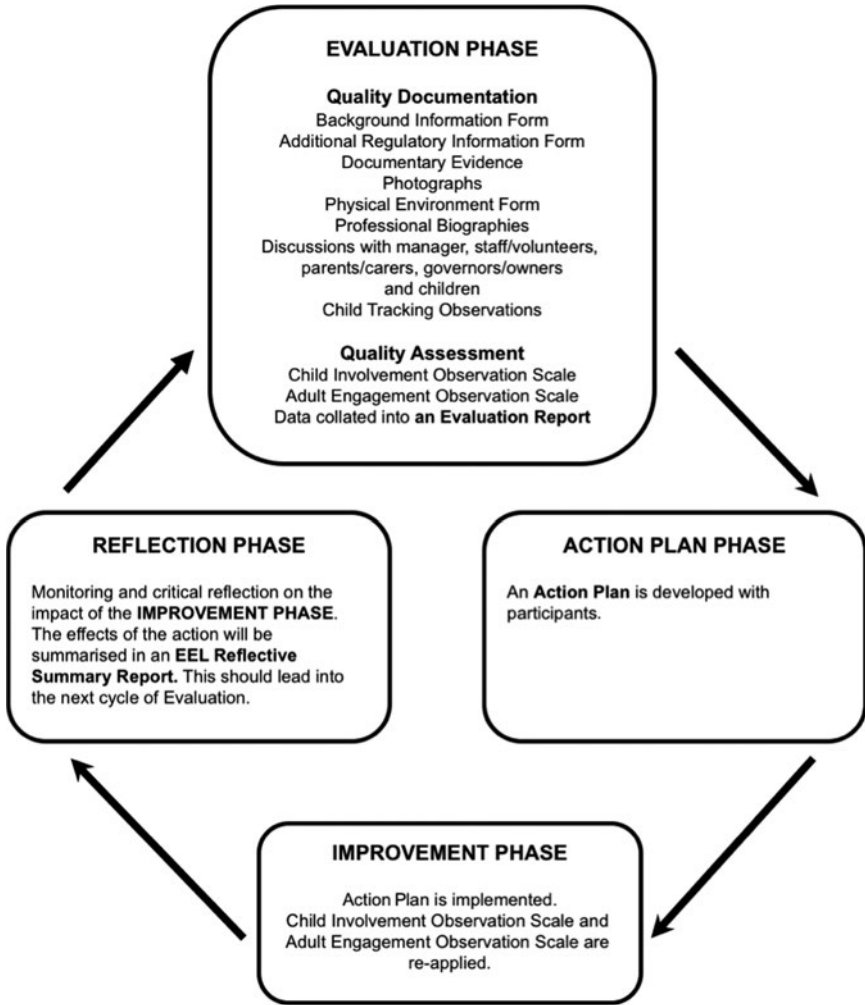 EVALUATION PHASE
Quality Documentation
Background Information Form
Additional Regulatory Information Form
Documentary Evidence
Photographs
Physical Environment Form
Professional Biographies
Discussions with manager, staff/volunteers,
parents/carers, governors/owners
and children
Child Tracking Observations
Quality Assessment
Child Involvement Observation Scale
Adult Engagement Observation Scale
Data collated into an Evaluation Report
REFLECTION PHASE
Monitoring and critical reflection on the
impact of the IMPROVEMENT PHASE.
The effects of the action will be
summarised in an EEL Reflective
Summary Report. This should lead into
the next cycle of Evaluation.
ACTION PLAN PHASE
An Action Plan is developed with
participants.
IMPROVEMENT PHASE
Action Plan is implemented.
Child Involvement Observation Scale and
Adult Engagement Observation Scale are
re-applied.